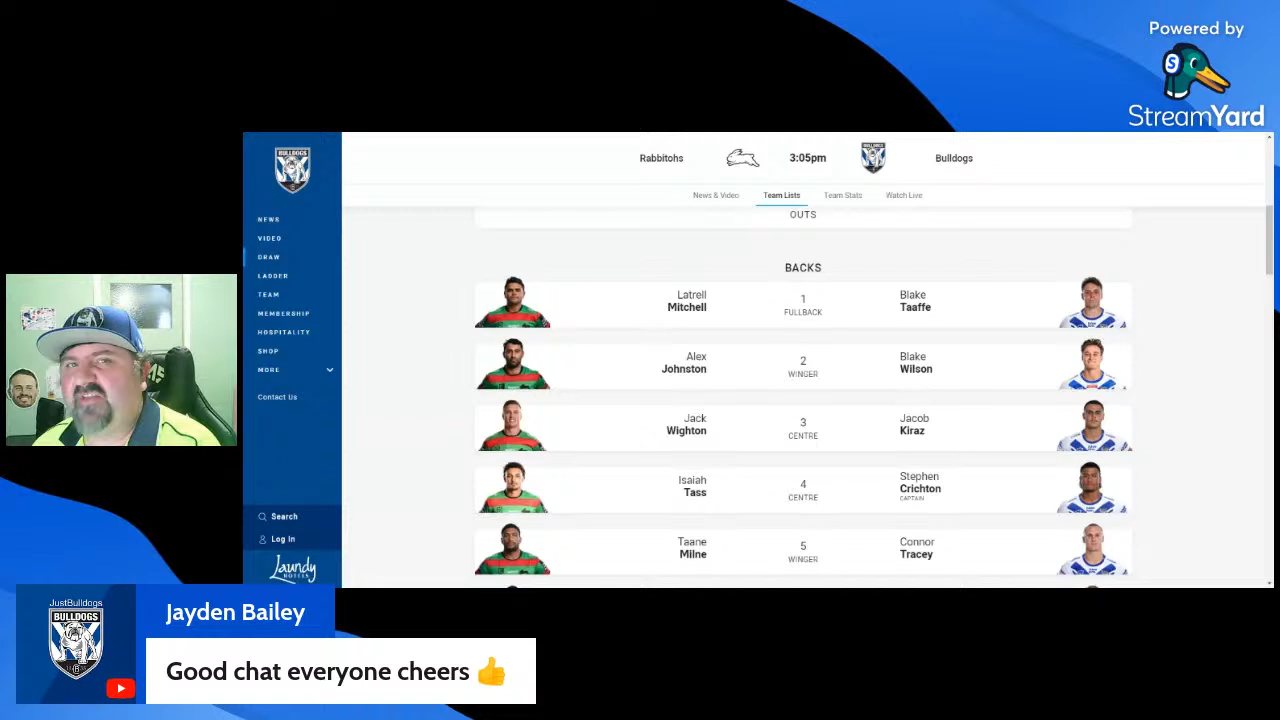 Powered by
StreamYard
BULLDOGS
NEWS
VIDEO
DRAW
LADDER
TEAM
MEMBERSHIP
HOSPITALITY
SHOP
MORE
Contact Us
Search
Log In
Laundy
HOTELS
Rabbitohs
3:05pm
BULLDOGS
Bulldogs
News & Video
Team Lists
Team Stats
Watch Live
OUTS
BACKS
Latrell
Mitchell
1
FULLBACK
Blake
Taaffe
Alex
Johnston
2
WINGER
Blake
Wilson
Jack
Wighton
3
CENTRE
Jacob
Kiraz
Isaiah
Tass
4
CENTRE
Stephen
Crichton
CAPTAIN
Taane
Milne
5
WINGER
Connor
Tracey
JustBulldogs
BULLDOGS
Jayden Bailey
Good chat everyone cheers 👍